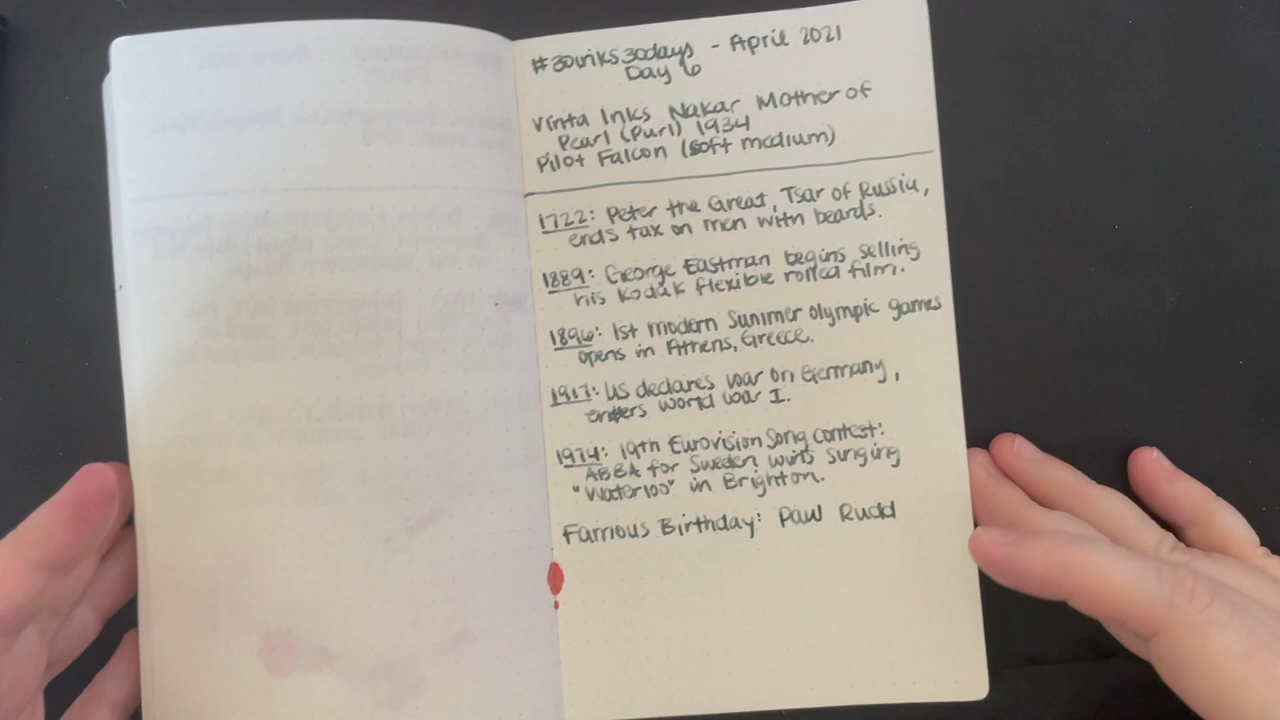 #30inks30days - April 2021
Day 6
Vinta Inks Nakar Mother of
Pearl (Purl) 1934
Pilot Falcon (soft medium)
1722: Peter the Great, Tsar of Russia,
ends tax on men with beards.
1889: George Eastman begins selling
his Kodak flexible rolled film.
1896: 1st modern Summer Olympic games
opens in Athens, Greece.
1917: US declares war on Germany,
enters world war I.
1974: 19th Eurovision Song Contest:
ABBA for Sweden wins singing
"Waterloo" in Brighton.
Famous Birthday: Paul Rudd